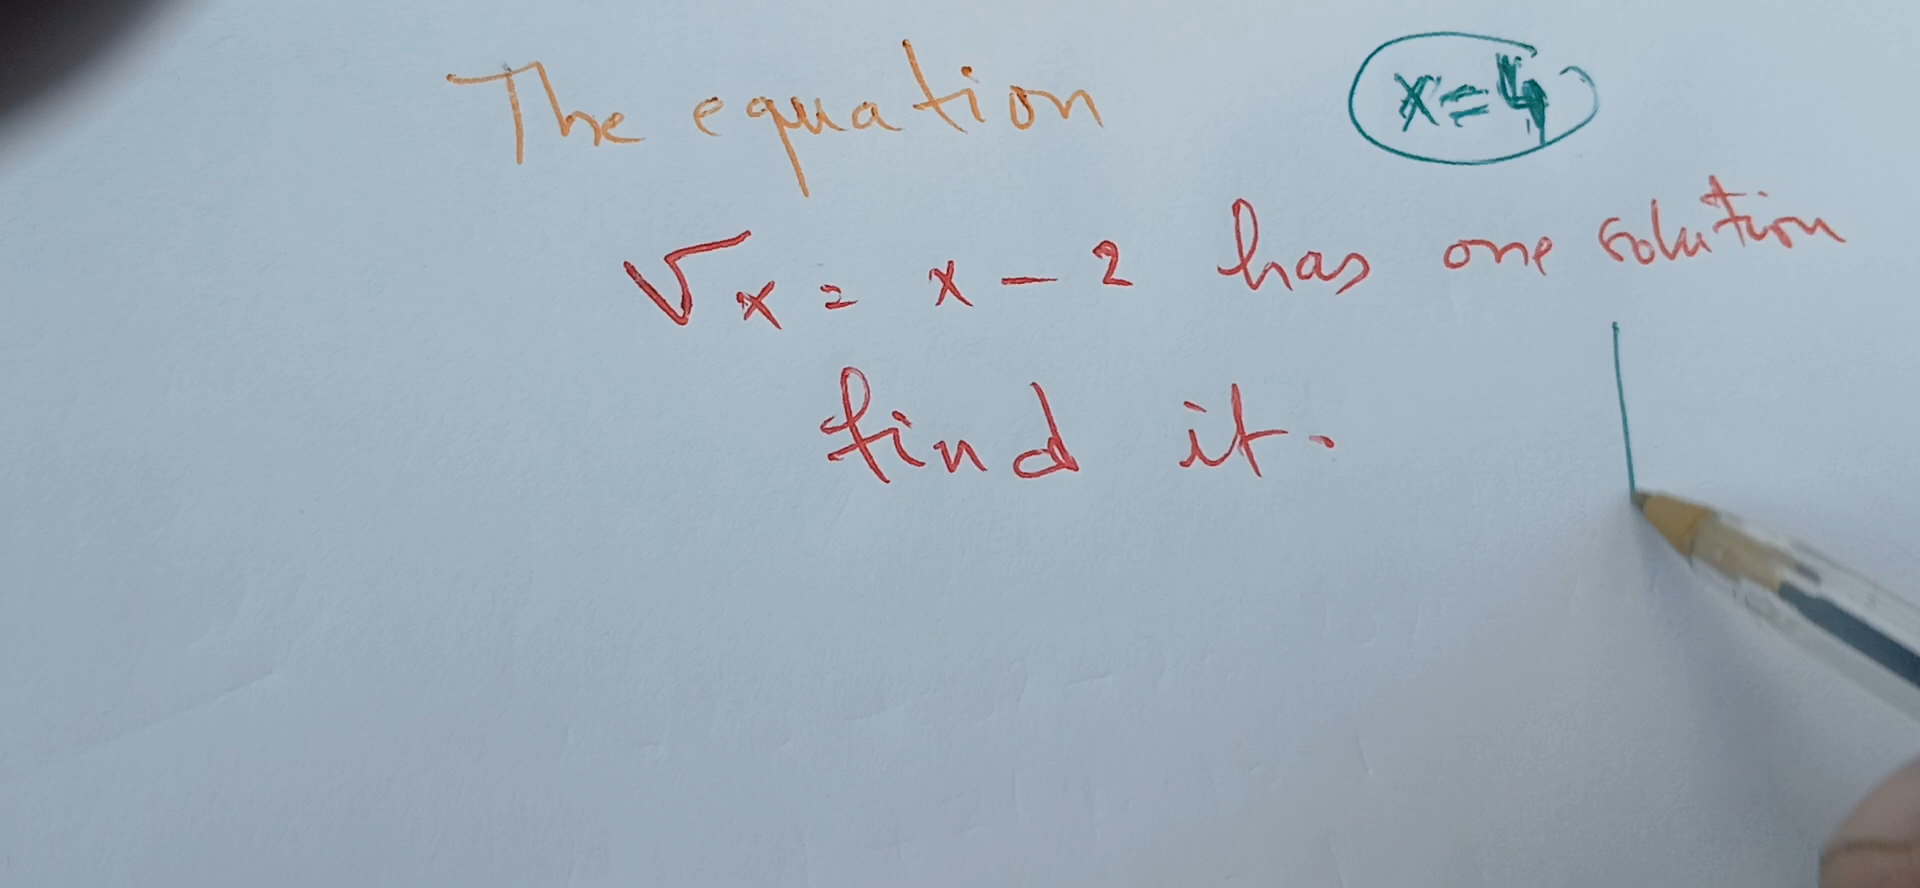 The equation
x=4
√x = x - 2 has one solution
find it.